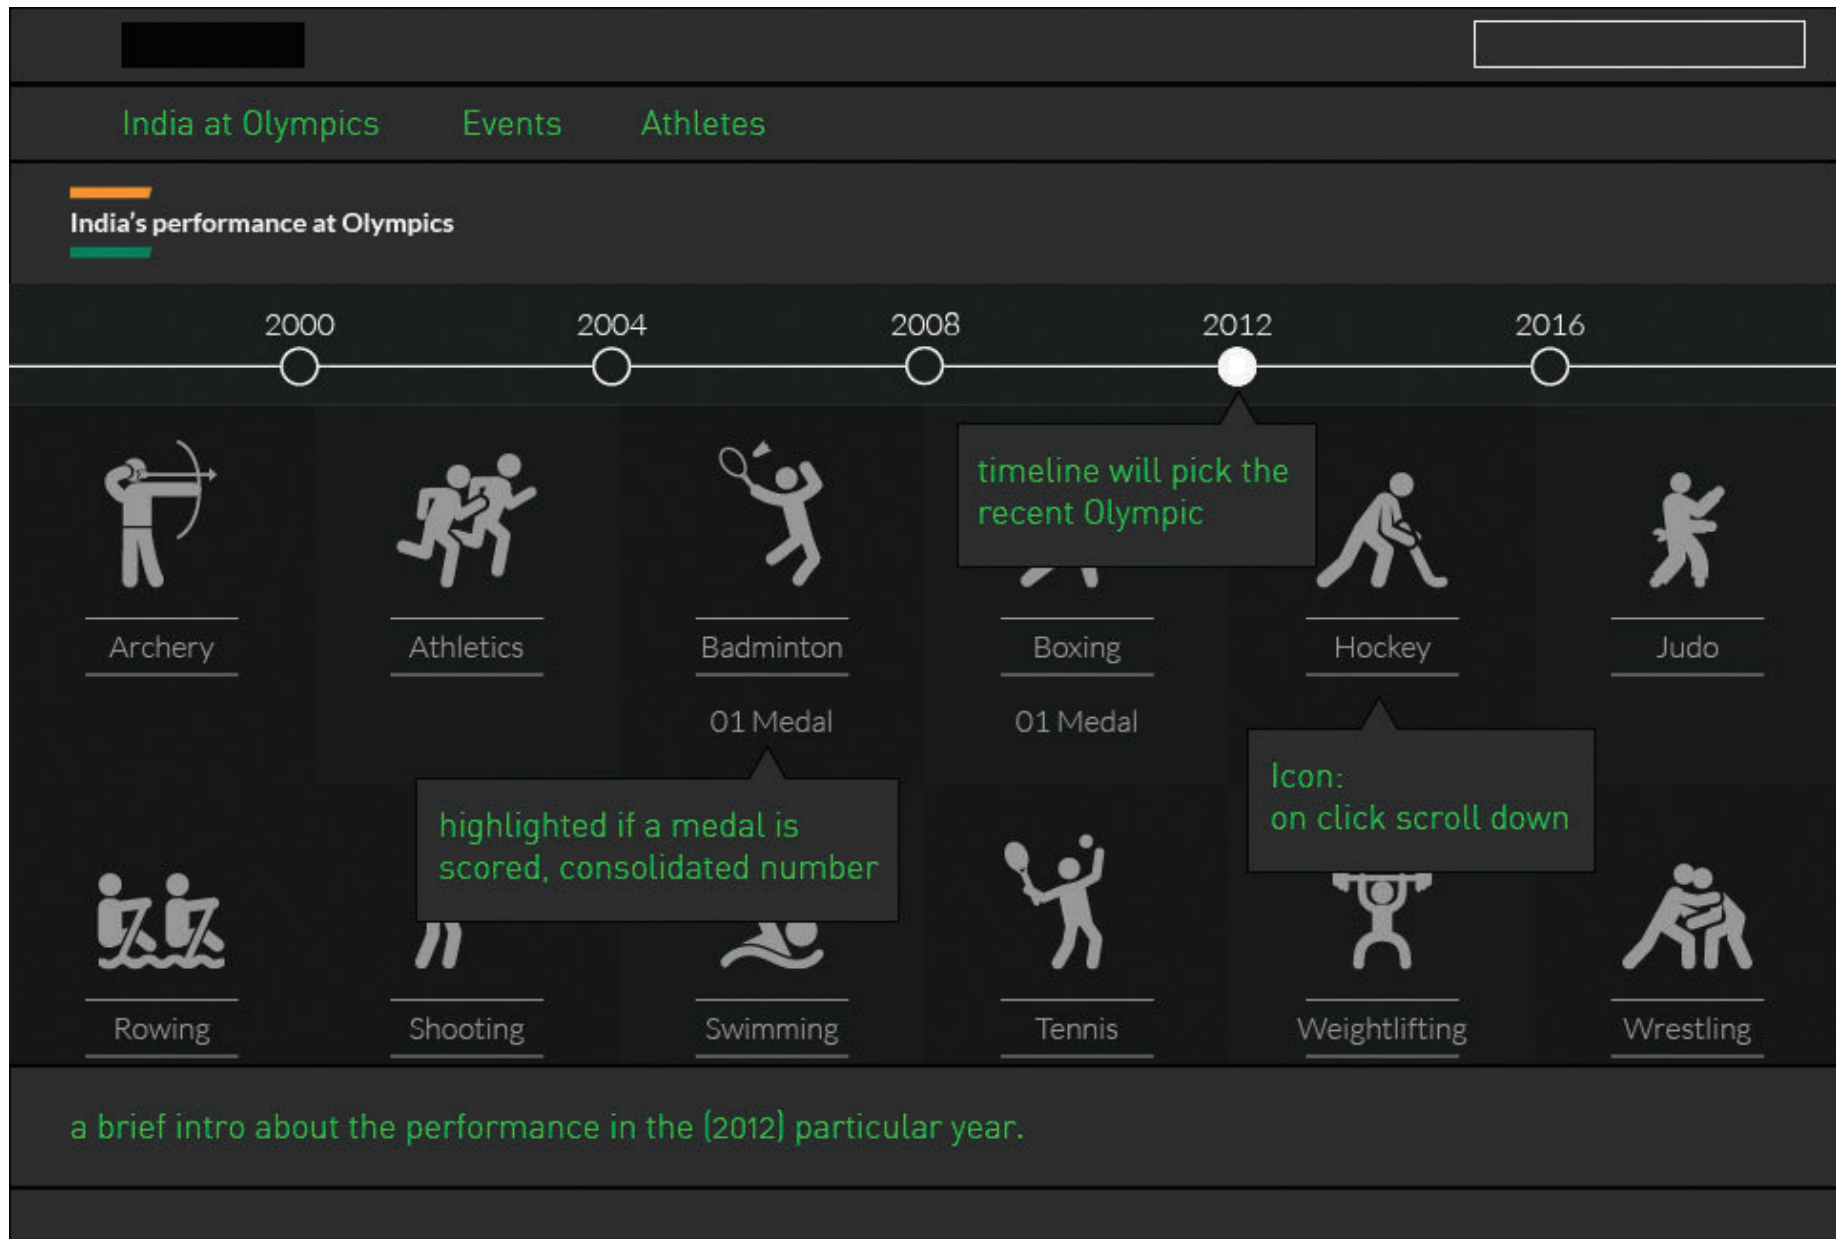 India at Olympics Events Athletes
India's performance at Olympics
2000 2004 2008 2012 2016
timeline will pick the
recent Olympic
Archery Athletics Badminton Boxing Hockey Judo
01 Medal 01 Medal
Icon:
on click scroll down
highlighted if a medal is
scored, consolidated number
Rowing Shooting Swimming Tennis Weightlifting Wrestling
a brief intro about the performance in the (2012) particular year.